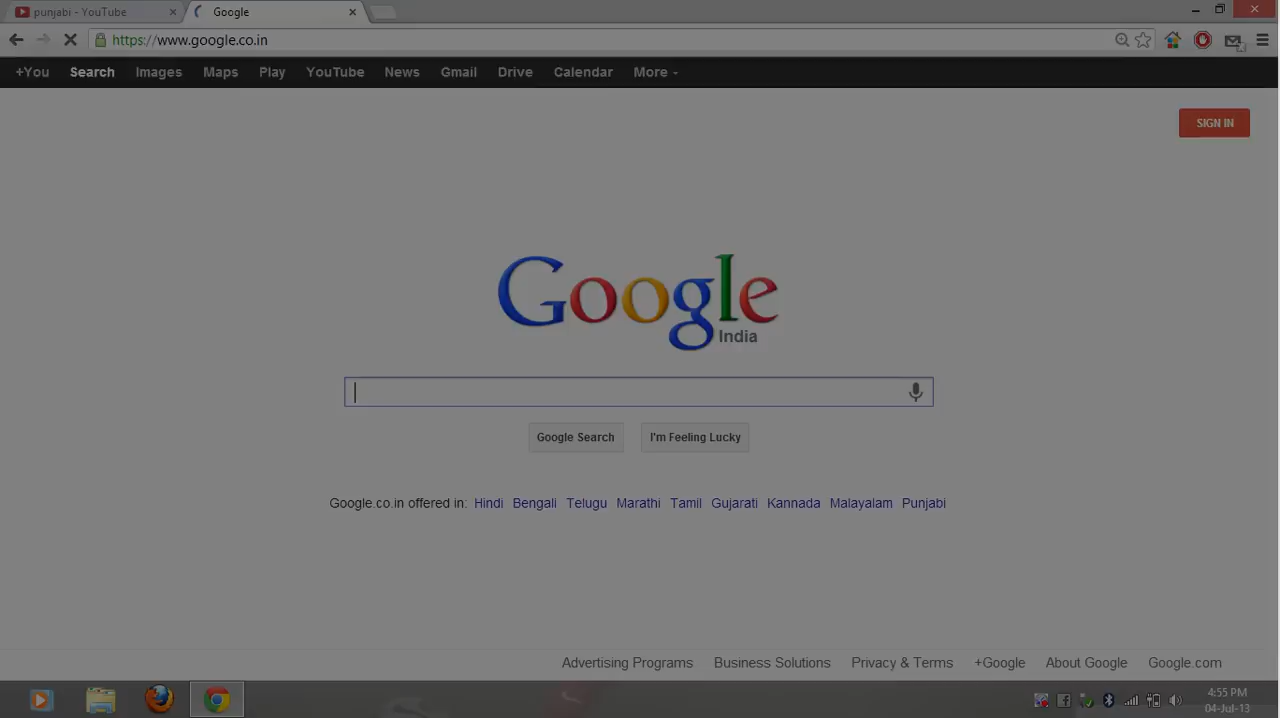 punjabi - YouTube
Google
https://www.google.co.in
+You Search Images Maps Play YouTube News Gmail Drive Calendar More
SIGN IN
Google
India
Google Search I'm Feeling Lucky
Google.co.in offered in: Hindi Bengali Telugu Marathi Tamil Gujarati Kannada Malayalam Punjabi
Advertising Programs Business Solutions Privacy & Terms +Google About Google Google.com
4:55 PM
04-Jul-13